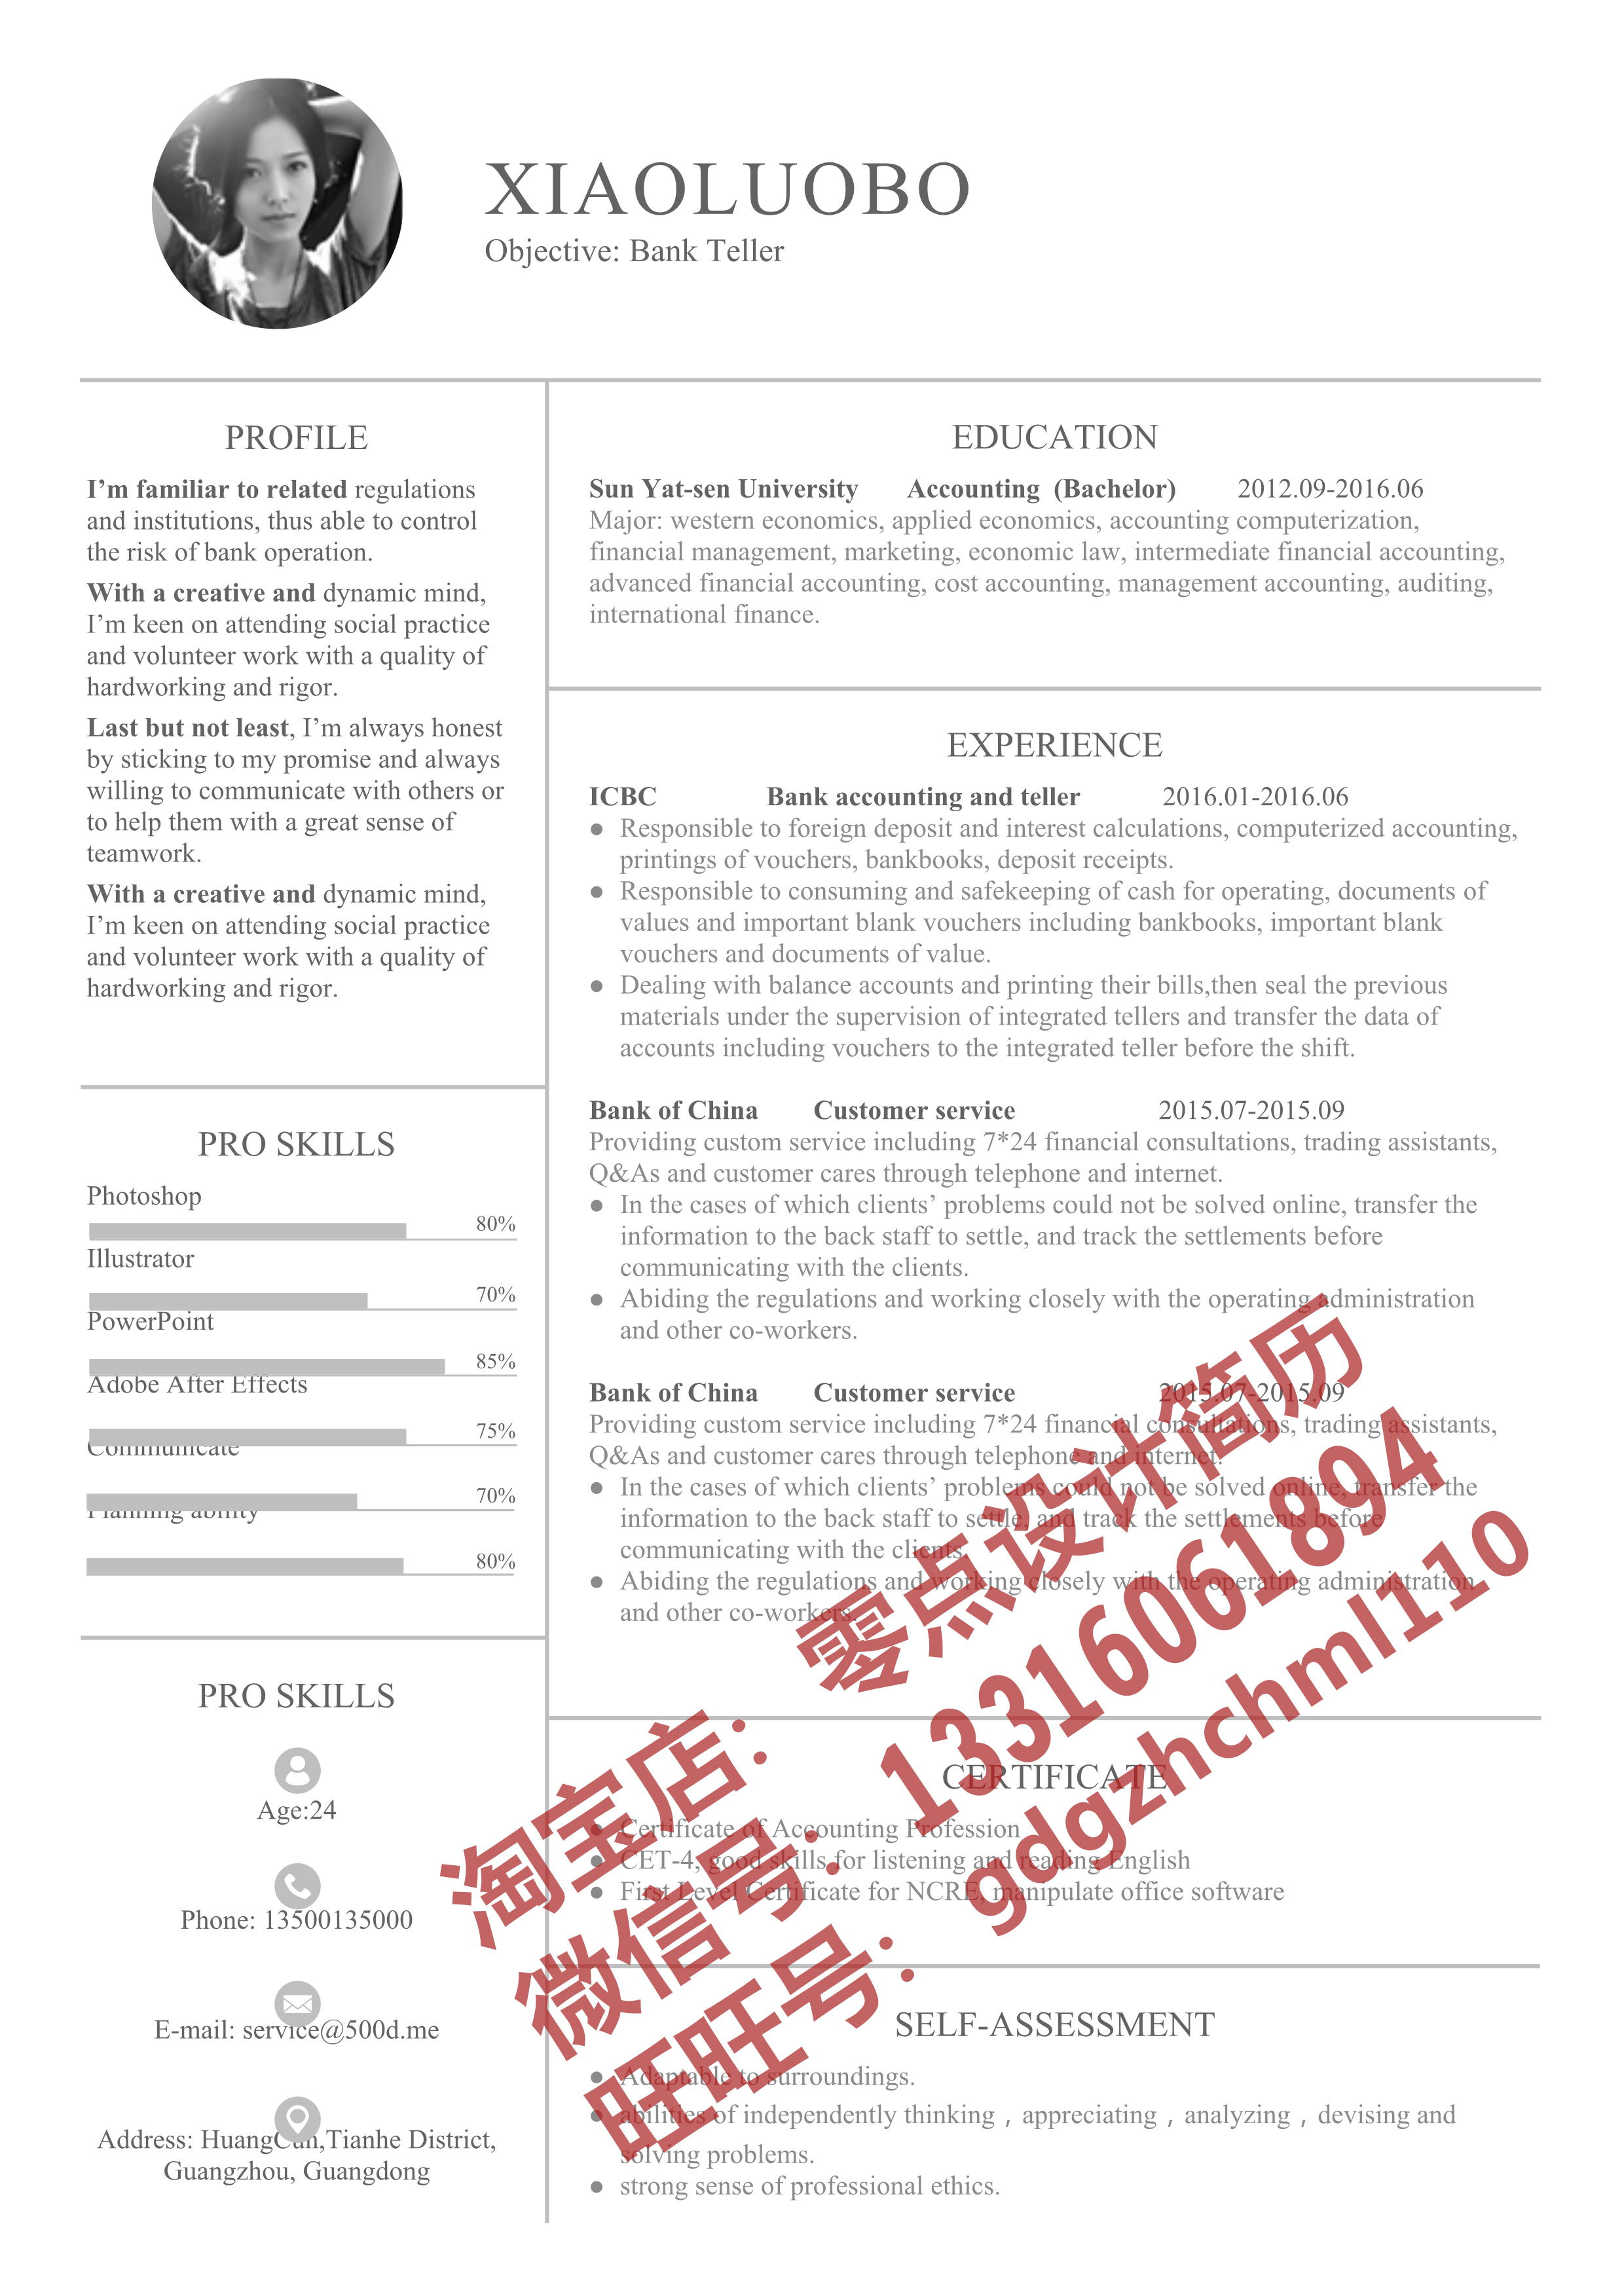 XIAOLUOBO
Objective: Bank Teller
PROFILE
I’m familiar to related regulations
and institutions, thus able to control
the risk of bank operation.
With a creative and dynamic mind,
I’m keen on attending social practice
and volunteer work with a quality of
hardworking and rigor.
Last but not least, I’m always honest
by sticking to my promise and always
willing to communicate with others or
to help them with a great sense of
teamwork.
With a creative and dynamic mind,
I’m keen on attending social practice
and volunteer work with a quality of
hardworking and rigor.
PRO SKILLS
Photoshop
80%
Illustrator
70%
PowerPoint
85%
Adobe After Effects
75%
Communicate
70%
Planning ability
80%
PRO SKILLS
Age:24
Phone: 13500135000
E-mail: service@500d.me
Address: HuangCun,Tianhe District,
Guangzhou, Guangdong
EDUCATION
Sun Yat-sen University Accounting (Bachelor) 2012.09-2016.06
Major: western economics, applied economics, accounting computerization,
financial management, marketing, economic law, intermediate financial accounting,
advanced financial accounting, cost accounting, management accounting, auditing,
international finance.
EXPERIENCE
ICBC Bank accounting and teller 2016.01-2016.06
● Responsible to foreign deposit and interest calculations, computerized accounting,
printings of vouchers, bankbooks, deposit receipts.
● Responsible to consuming and safekeeping of cash for operating, documents of
values and important blank vouchers including bankbooks, important blank
vouchers and documents of value.
● Dealing with balance accounts and printing their bills,then seal the previous
materials under the supervision of integrated tellers and transfer the data of
accounts including vouchers to the integrated teller before the shift.
Bank of China Customer service 2015.07-2015.09
Providing custom service including 7*24 financial consultations, trading assistants,
Q&As and customer cares through telephone and internet.
● In the cases of which clients’ problems could not be solved online, transfer the
information to the back staff to settle, and track the settlements before
communicating with the clients.
● Abiding the regulations and working closely with the operating administration
and other co-workers.
Bank of China Customer service 2015.07-2015.09
Providing custom service including 7*24 financial consultations, trading assistants,
Q&As and customer cares through telephone and internet.
● In the cases of which clients’ problems could not be solved online, transfer the
information to the back staff to settle, and track the settlements before
communicating with the clients.
● Abiding the regulations and working closely with the operating administration
and other co-workers.
CERTIFICATE
● Certificate of Accounting Profession
● CET-4, good skills for listening and reading English
● First Level Certificate for NCRE, manipulate office software
SELF-ASSESSMENT
● Adaptable to surroundings.
● abilities of independently thinking，appreciating，analyzing，devising and
solving problems.
● strong sense of professional ethics.
淘宝店：零点设计简历
微信号：13316061894
旺旺号：gdgzhchml110